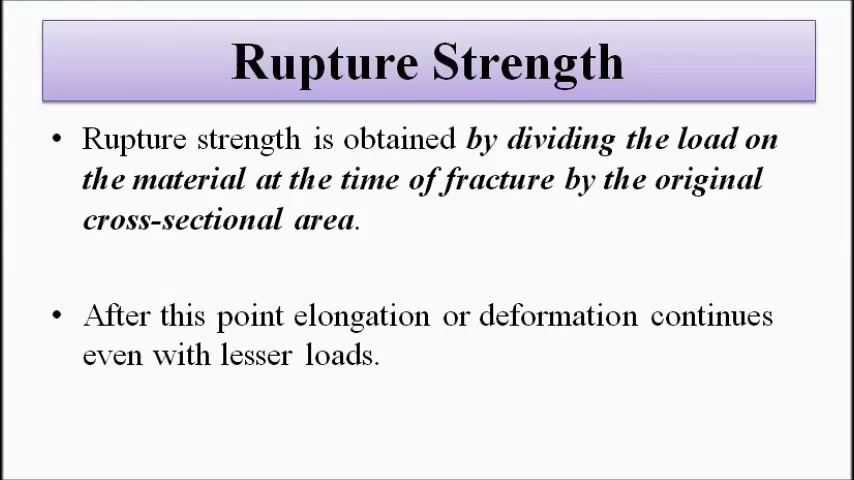 Rupture Strength
• Rupture strength is obtained by dividing the load on
the material at the time of fracture by the original
cross-sectional area.
• After this point elongation or deformation continues
even with lesser loads.